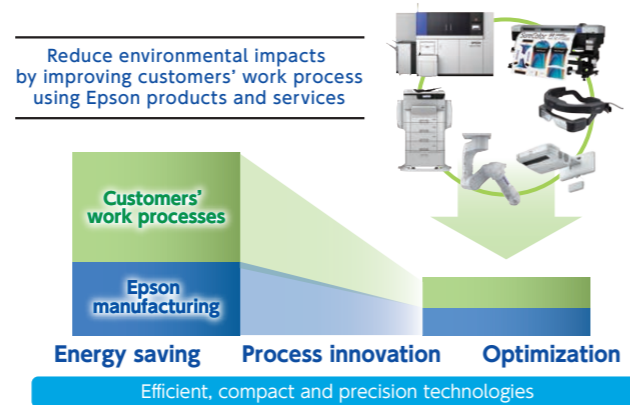 Reduce environmental impacts
by improving customers' work process
using Epson products and services
Customers'
work processes
Epson
manufacturing
Energy saving
Process innovation
Optimization
Efficient, compact and precision technologies